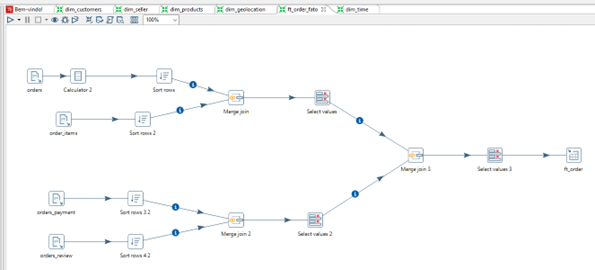 Bem-vindo!
dim_customers
dim_seller
dim_products
dim_geolocation
ft_order_fato
dim_time
100%
orders
Calculator 2
Sort rows
order_items
Sort rows 2
Merge join
Select values
Merge join 3
Select values 3
ft_order
orders_payment
Sort rows 3 2
orders_review
Sort rows 4 2
Merge join 2
Select values 2